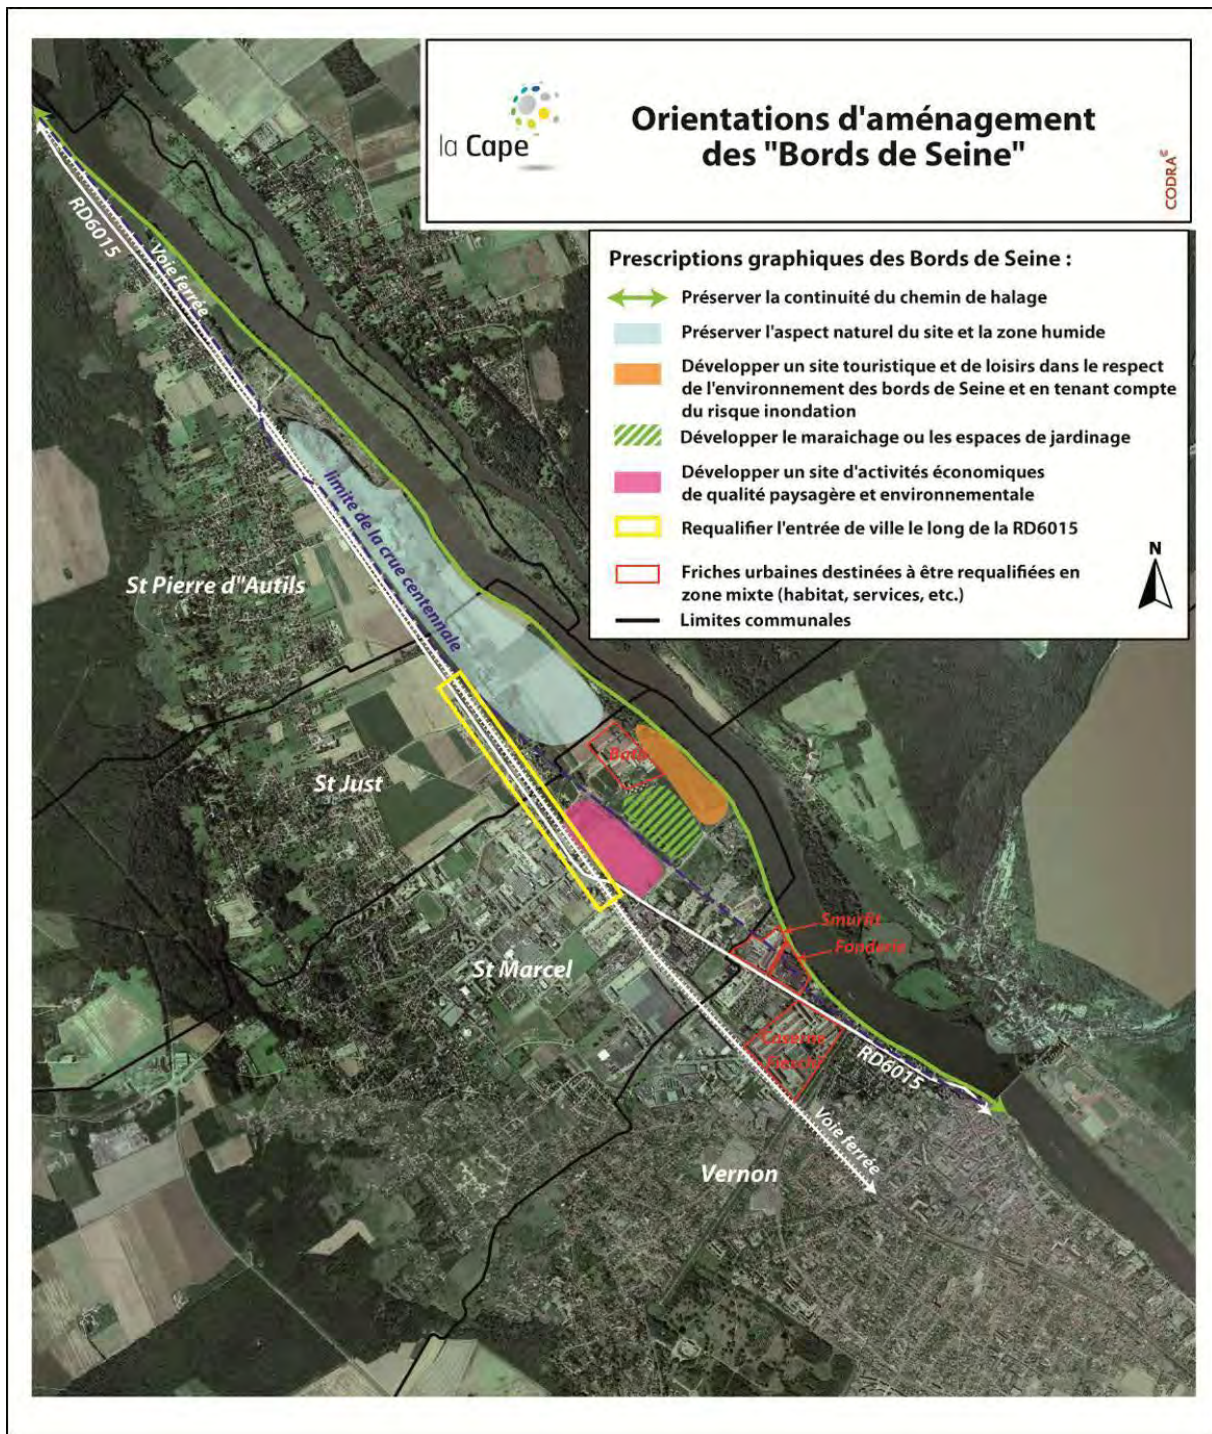 la Cape
Orientations d'aménagement
des "Bords de Seine"
CODRA©
Prescriptions graphiques des Bords de Seine :
Préserver la continuité du chemin de halage
Préserver l'aspect naturel du site et la zone humide
Développer un site touristique et de loisirs dans le respect
de l'environnement des bords de Seine et en tenant compte
du risque inondation
Développer le maraichage ou les espaces de jardinage
Développer un site d'activités économiques
de qualité paysagère et environnementale
Requalifier l'entrée de ville le long de la RD6015
Friches urbaines destinées à être requalifiées en
zone mixte (habitat, services, etc.)
Limites communales
N
RD6015
Voie ferrée
limite de la crue centennale
St Pierre d"Autils
St Just
Bata
St Marcel
Smurfit
Fonderie
Caserne
Fieschi
RD6015
Voie ferrée
Vernon